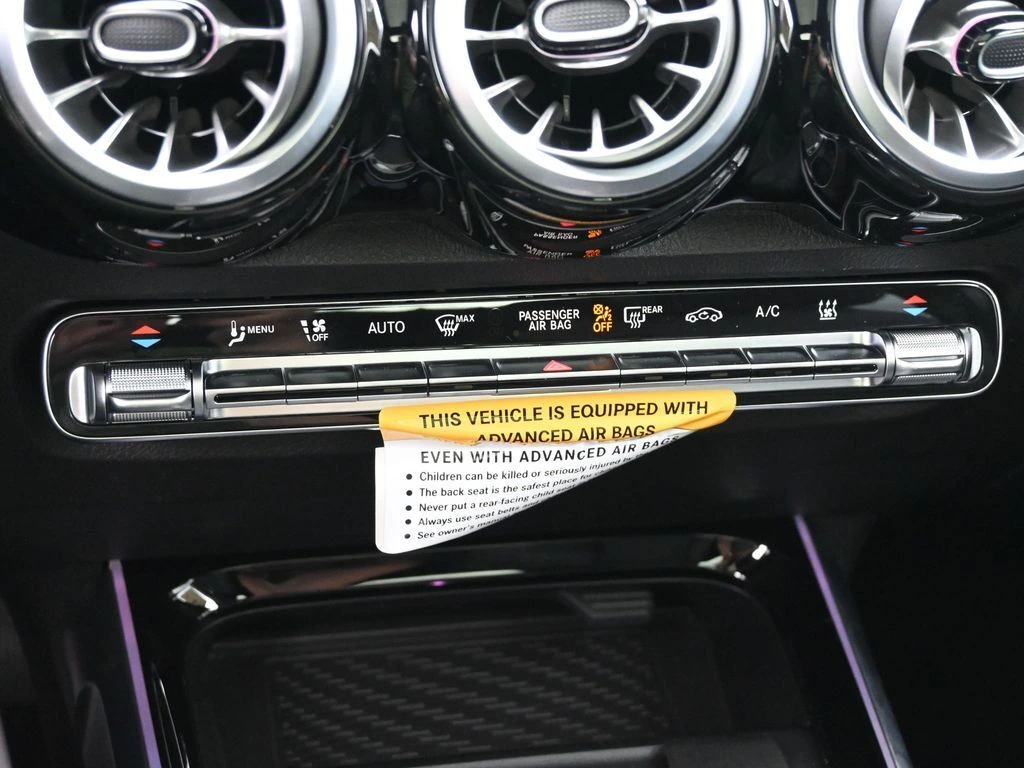 MENU
OFF
AUTO
MAX
PASSENGER
AIR BAG
OFF
REAR
A/C
THIS VEHICLE IS EQUIPPED WITH
ADVANCED AIR BAGS
EVEN WITH ADVANCED AIR BAGS
• Children can be killed or seriously injured by
• The back seat is the safest place for
• Never put a rear-facing child
• Always use seat belts and
• See owner's